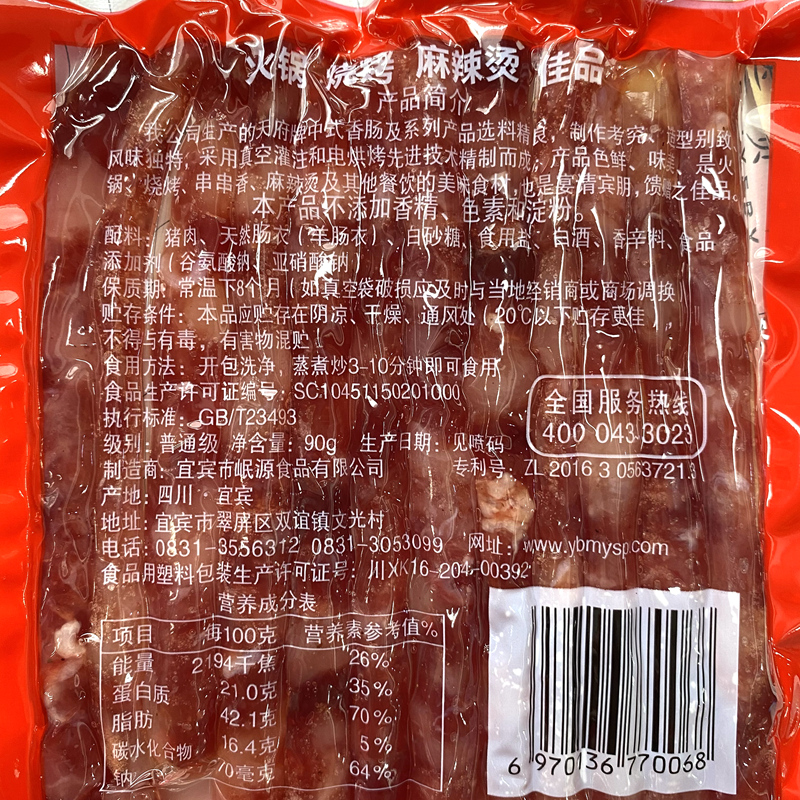 火锅 烧烤 麻辣烫 佳品
产品简介
我公司生产的天府牌中式香肠及系列产品选料精良，制作考究、造型别致
风味独特，采用真空灌注和电烘烤先进技术精制而成；产品色鲜、味美、是火
锅、烧烤、串串香、麻辣烫及其他餐饮的美味食材，也是宴请宾朋，馈赠之佳品。
本产品不添加香精、色素和淀粉。
配料：猪肉、天然肠衣（羊肠衣）、白砂糖、食用盐、白酒、香辛料、食品
添加剂（谷氨酸钠、亚硝酸钠）
保质期：常温下8个月（如真空袋破损应及时与当地经销商或商场调换）
贮存条件：本品应贮存在阴凉、干燥、通风处（20℃以下贮存更佳）
不得与有毒，有害物混贮。
食用方法：开包洗净，蒸煮炒3-10分钟即可食用
食品生产许可证编号：SC10451150201000
执行标准：GB/T23493
级别：普通级 净含量：90g 生产日期：见喷码
制造商：宜宾市岷源食品有限公司 专利号：ZL 2016 3 0563721.3
产地：四川·宜宾
地址：宜宾市翠屏区双谊镇文光村
电话：0831-3556312 0831-3053099 网址：www.ybmysp.com
食品用塑料包装生产许可证号：川XK16-204-00392
全国服务热线
400 043 3023
营养成分表
项目 每100克 营养素参考值%
能量 2194千焦 26%
蛋白质 21.0克 35%
脂肪 42.1克 70%
碳水化合物 16.4克 5%
钠 毫克 64%
6 970136 770068